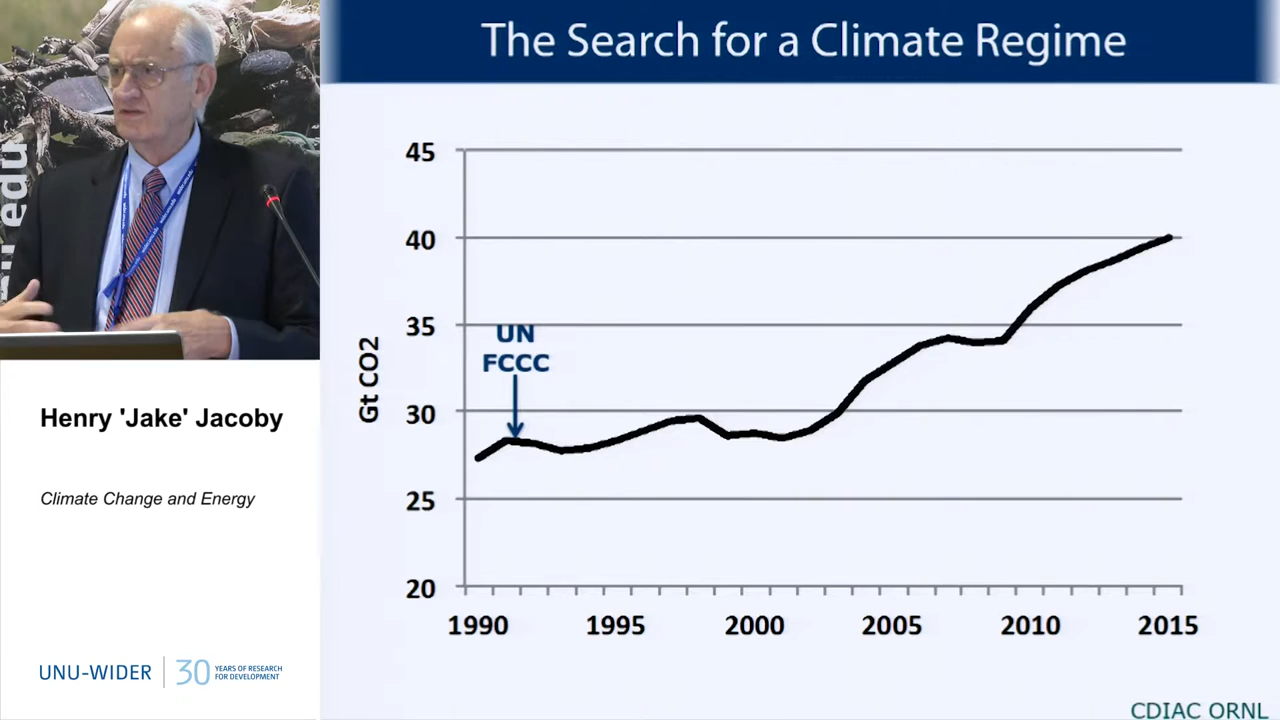 The Search for a Climate Regime
45
40
35
30
25
20
Gt CO2
UN
FCCC
1990 1995 2000 2005 2010 2015
CDIAC ORNL
Henry 'Jake' Jacoby
Climate Change and Energy
UNU-WIDER 30 YEARS OF RESEARCH
FOR DEVELOPMENT